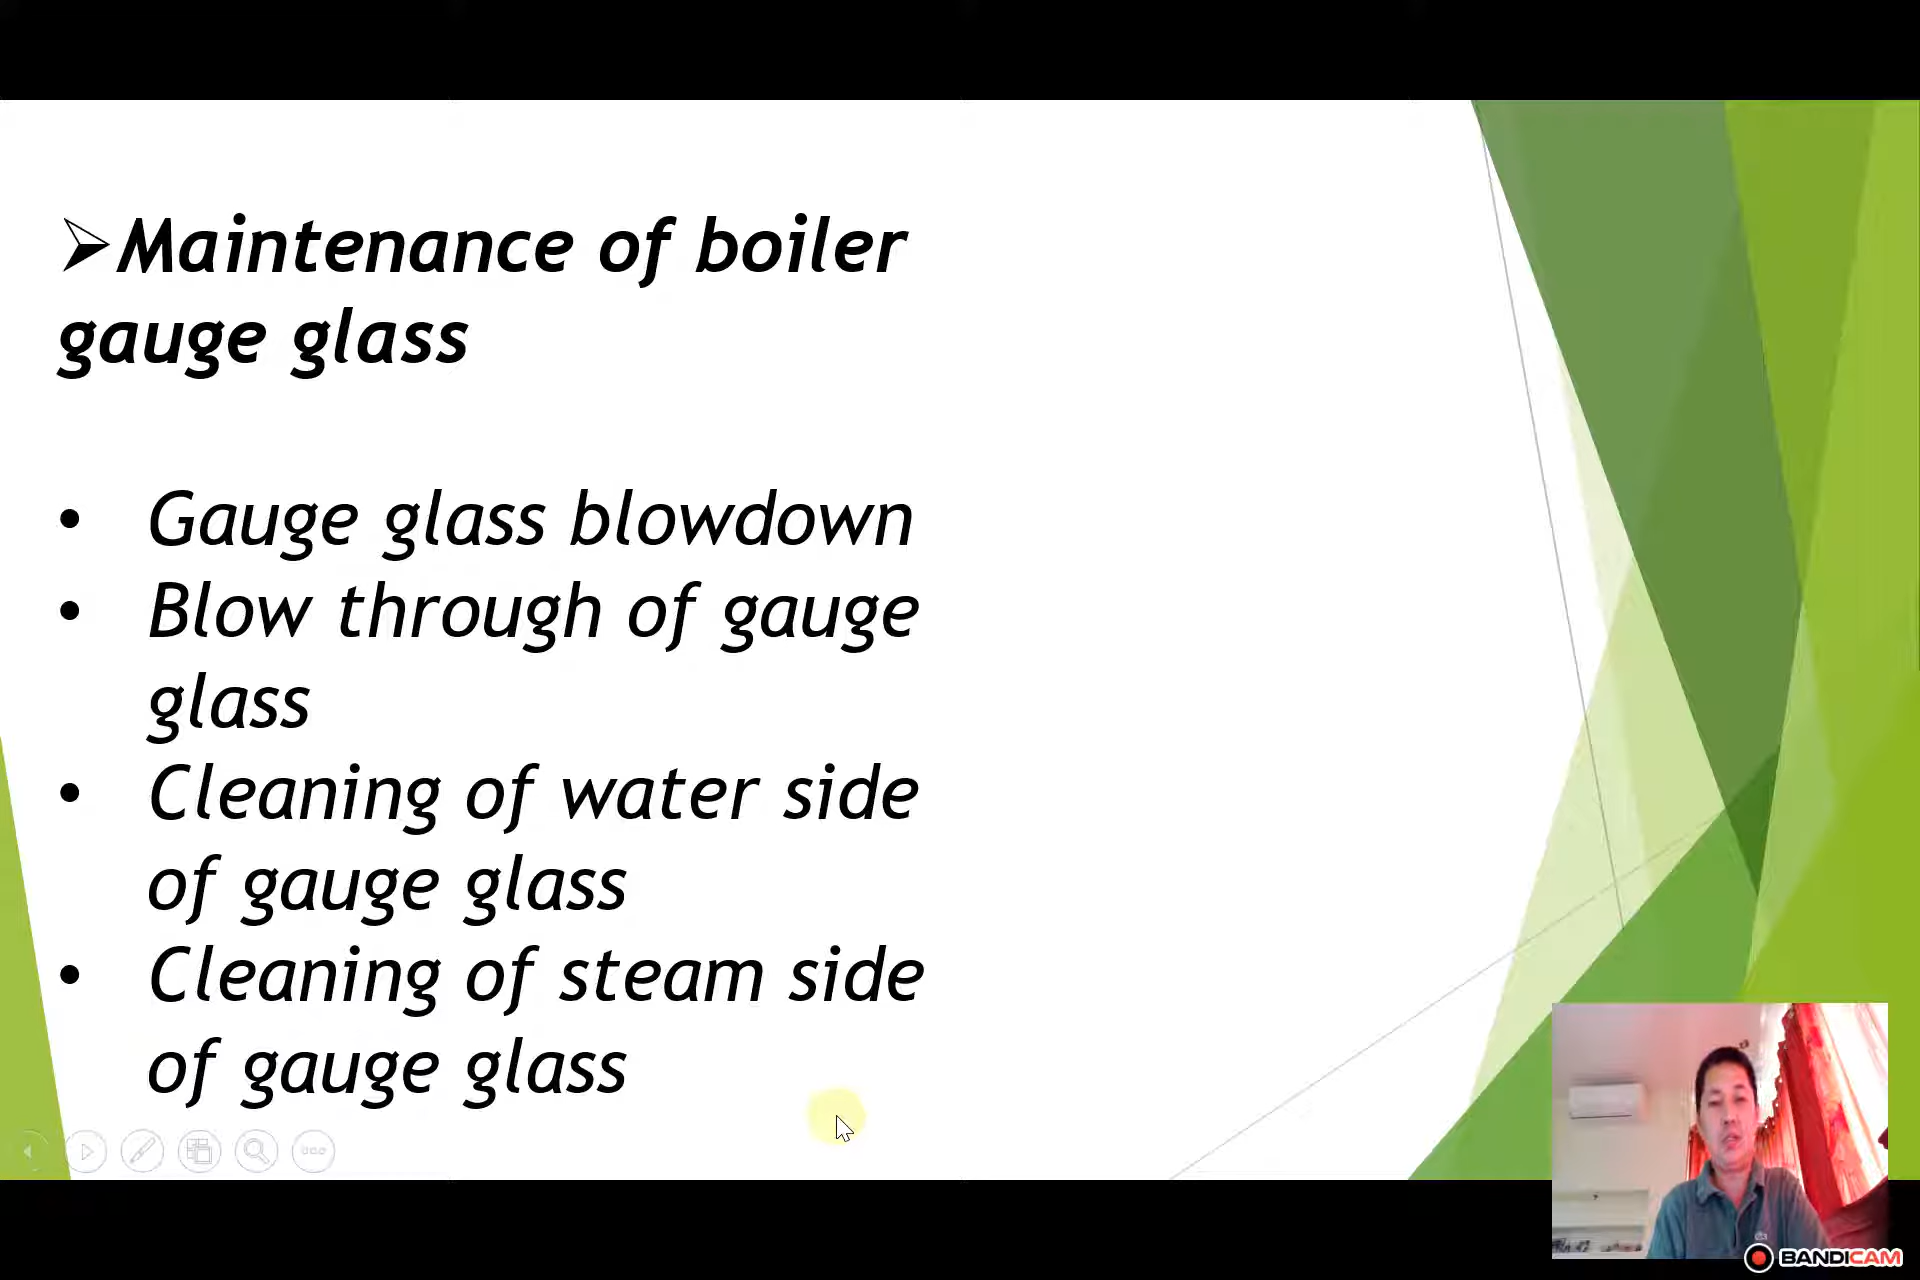 ➢Maintenance of boiler
gauge glass
• Gauge glass blowdown
• Blow through of gauge
glass
• Cleaning of water side
of gauge glass
• Cleaning of steam side
of gauge glass
BANDICAM